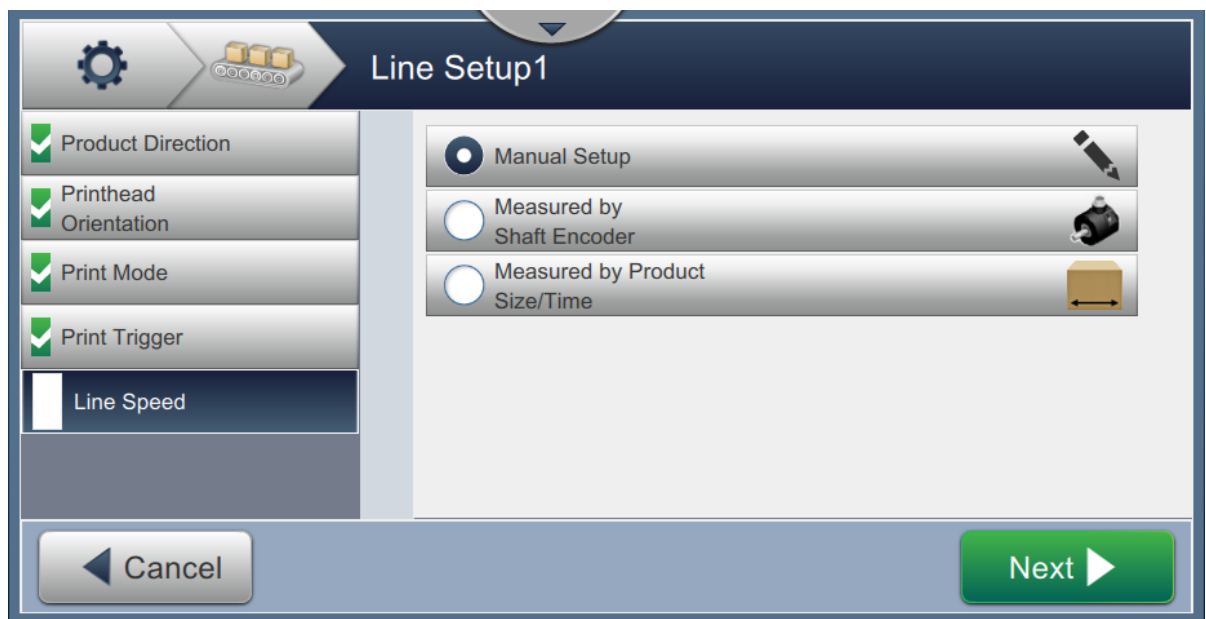 Line Setup1
Product Direction
Printhead
Orientation
Print Mode
Print Trigger
Line Speed
Manual Setup
Measured by
Shaft Encoder
Measured by Product
Size/Time
Cancel
Next